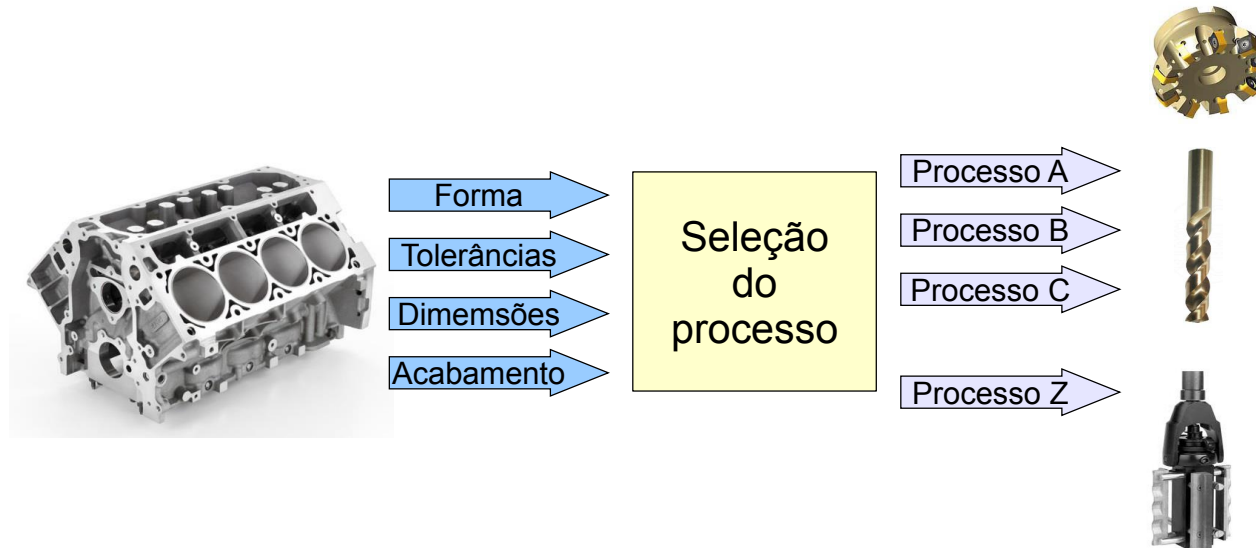 Forma
Tolerâncias
Dimemsões
Acabamento
Seleção
do
processo
Processo A
Processo B
Processo C
Processo Z